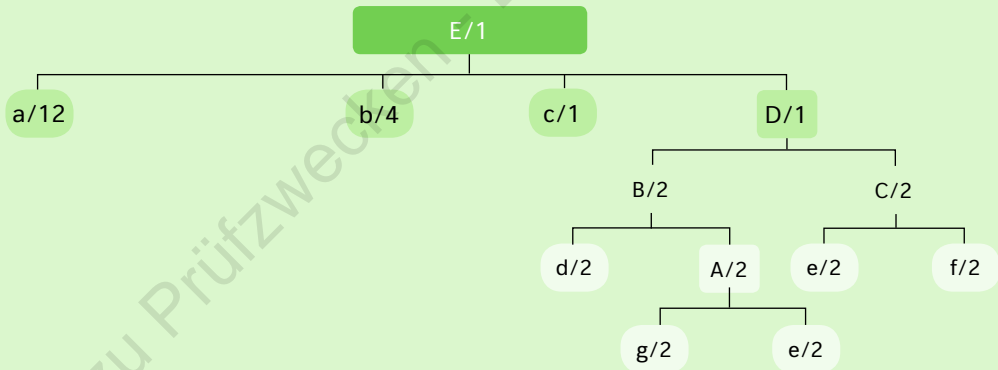 E/1
a/12 b/4 c/1 D/1
B/2 C/2
d/2 A/2 e/2 f/2
g/2 e/2
zu Prüfzwecken -